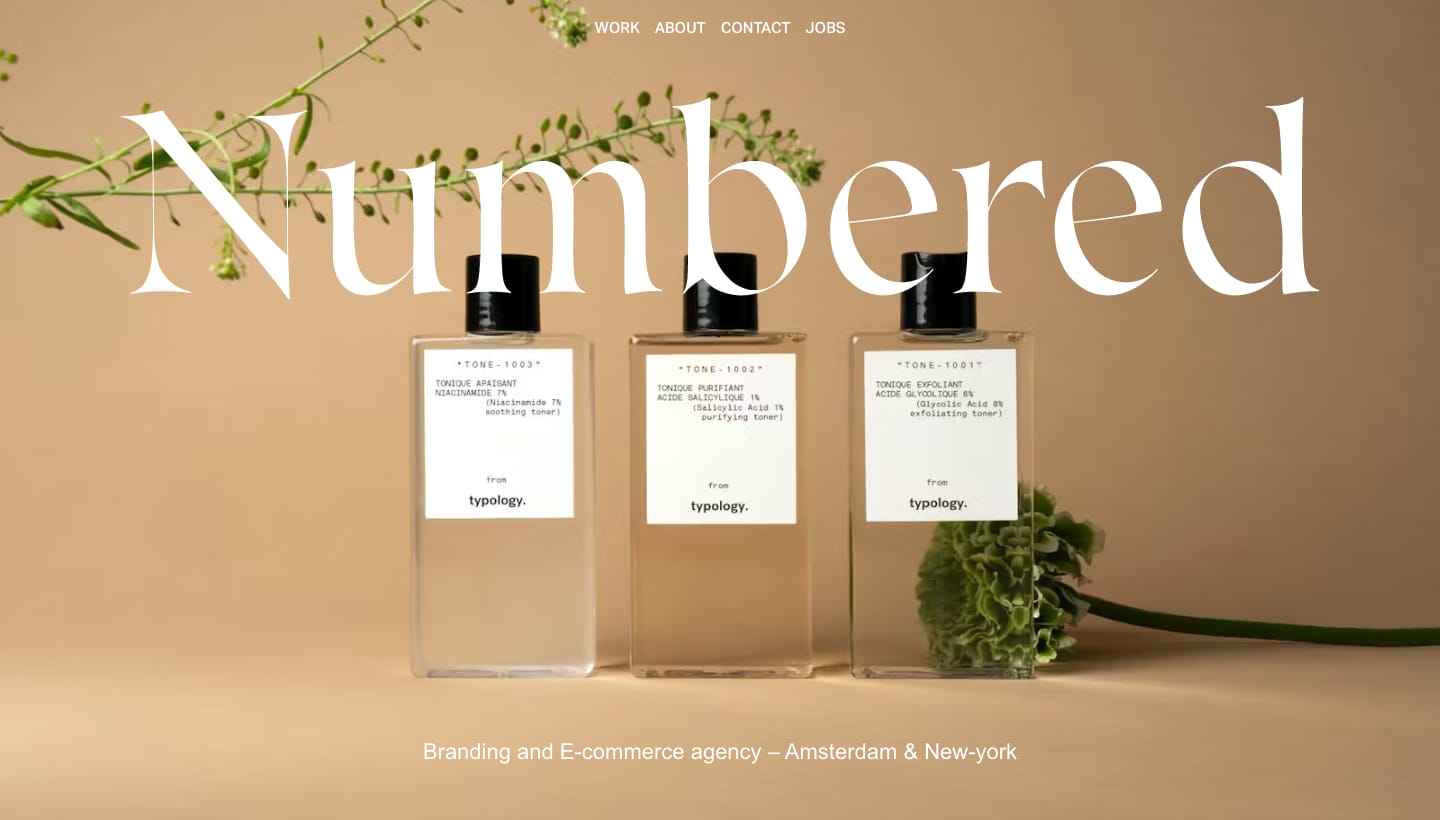 WORK ABOUT CONTACT JOBS
Numbered
"TONE-1003"
TONIQUE APAISANT
NIACINAMIDE 7%
(Niacinamide 7%
soothing toner)
from
typology.
"TONE-1002"
TONIQUE PURIFIANT
ACIDE SALICYLIQUE 1%
(Salicylic Acid 1%
purifying toner)
from
typology.
"TONE-1001"
TONIQUE EXFOLIANT
ACIDE GLYCOLIQUE 8%
(Glycolic Acid 8%
exfoliating toner)
from
typology.
Branding and E-commerce agency – Amsterdam & New-york